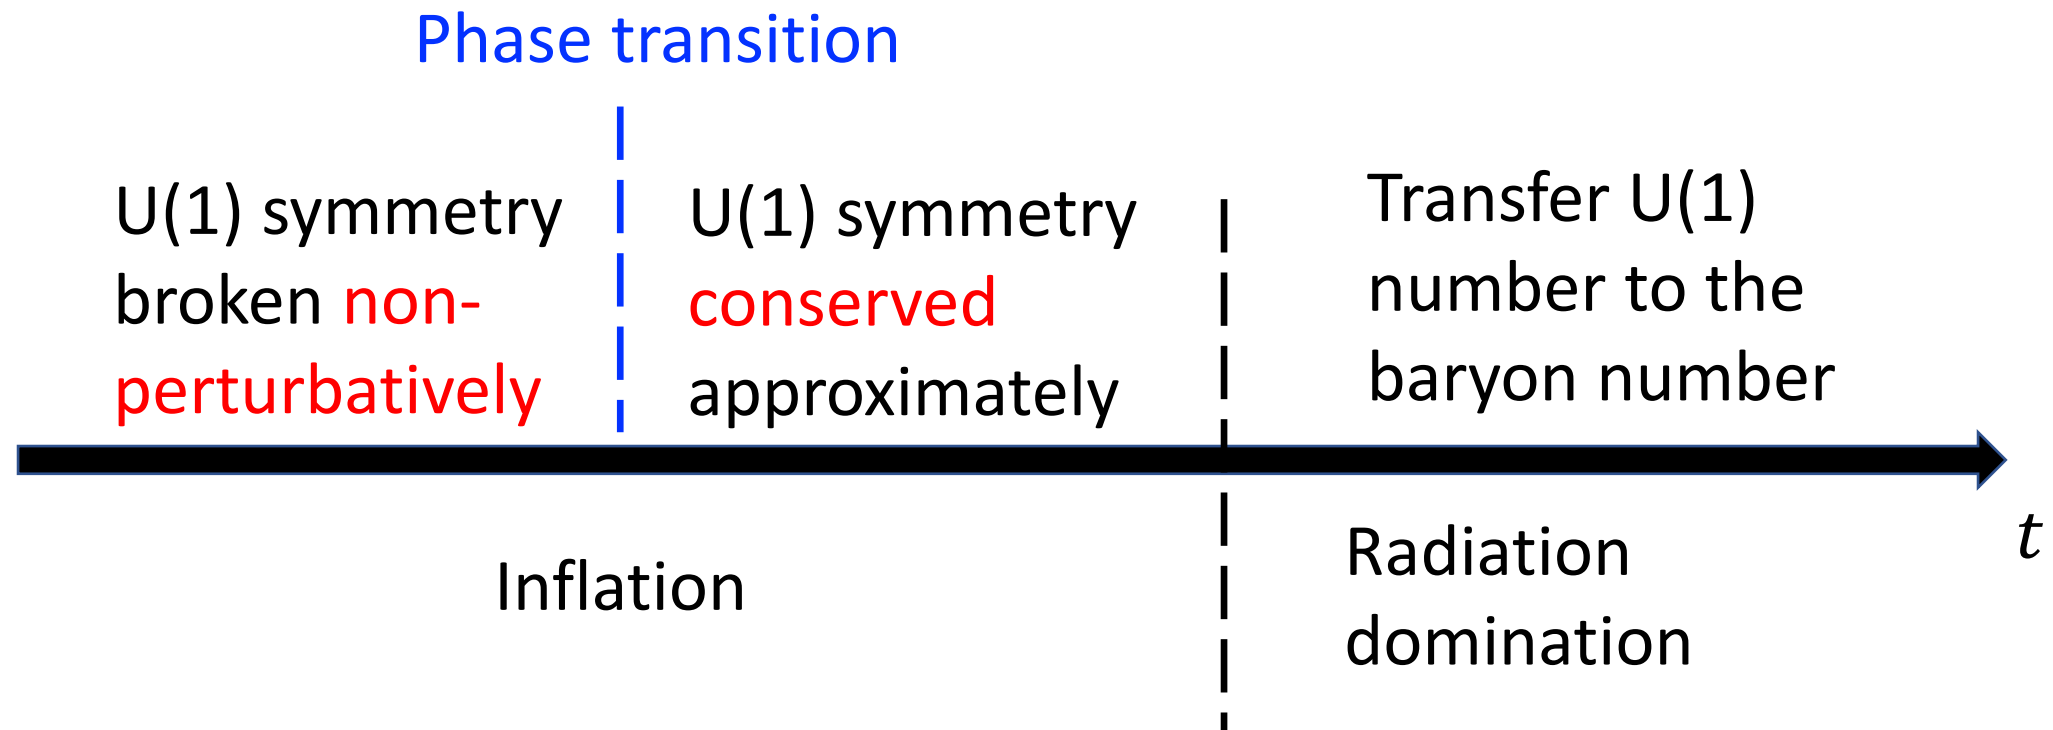 Phase transition
U(1) symmetry
broken non-
perturbatively
U(1) symmetry
conserved
approximately
Transfer U(1)
number to the
baryon number
t
Inflation
Radiation
domination